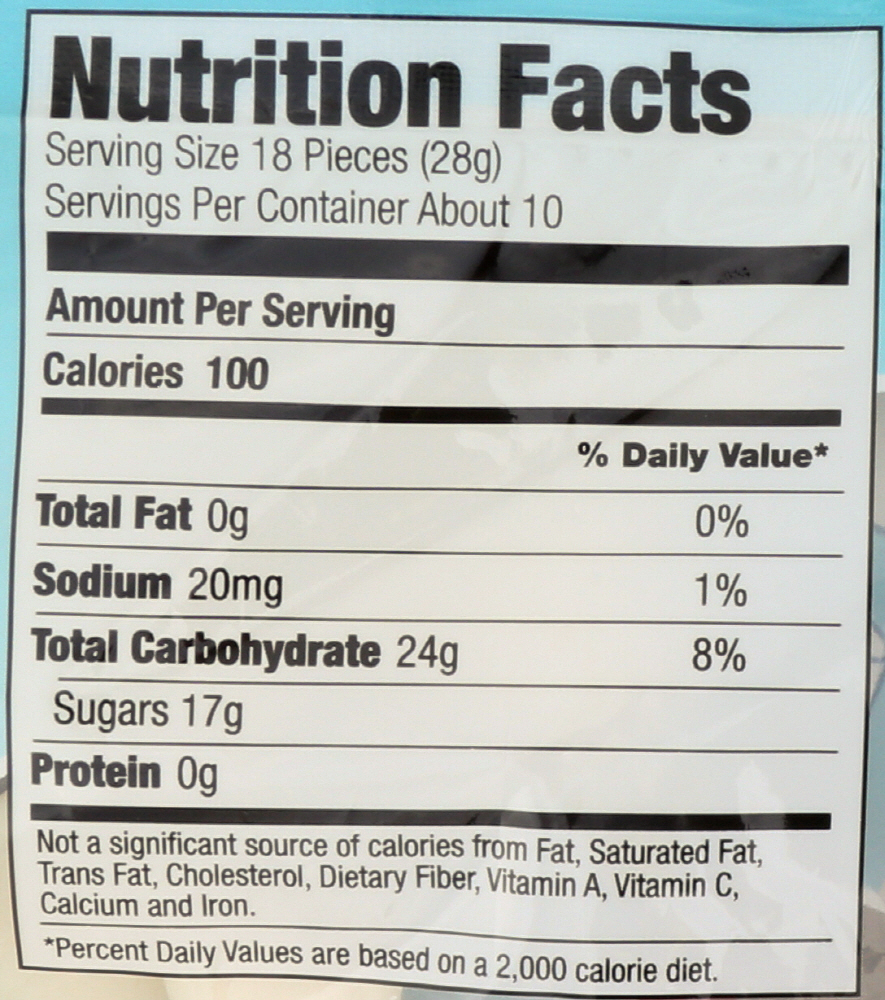 Nutrition Facts
Serving Size 18 Pieces (28g)
Servings Per Container About 10
Amount Per Serving
Calories 100
% Daily Value*
Total Fat 0g 0%
Sodium 20mg 1%
Total Carbohydrate 24g 8%
Sugars 17g
Protein 0g
Not a significant source of calories from Fat, Saturated Fat,
Trans Fat, Cholesterol, Dietary Fiber, Vitamin A, Vitamin C,
Calcium and Iron.
*Percent Daily Values are based on a 2,000 calorie diet.